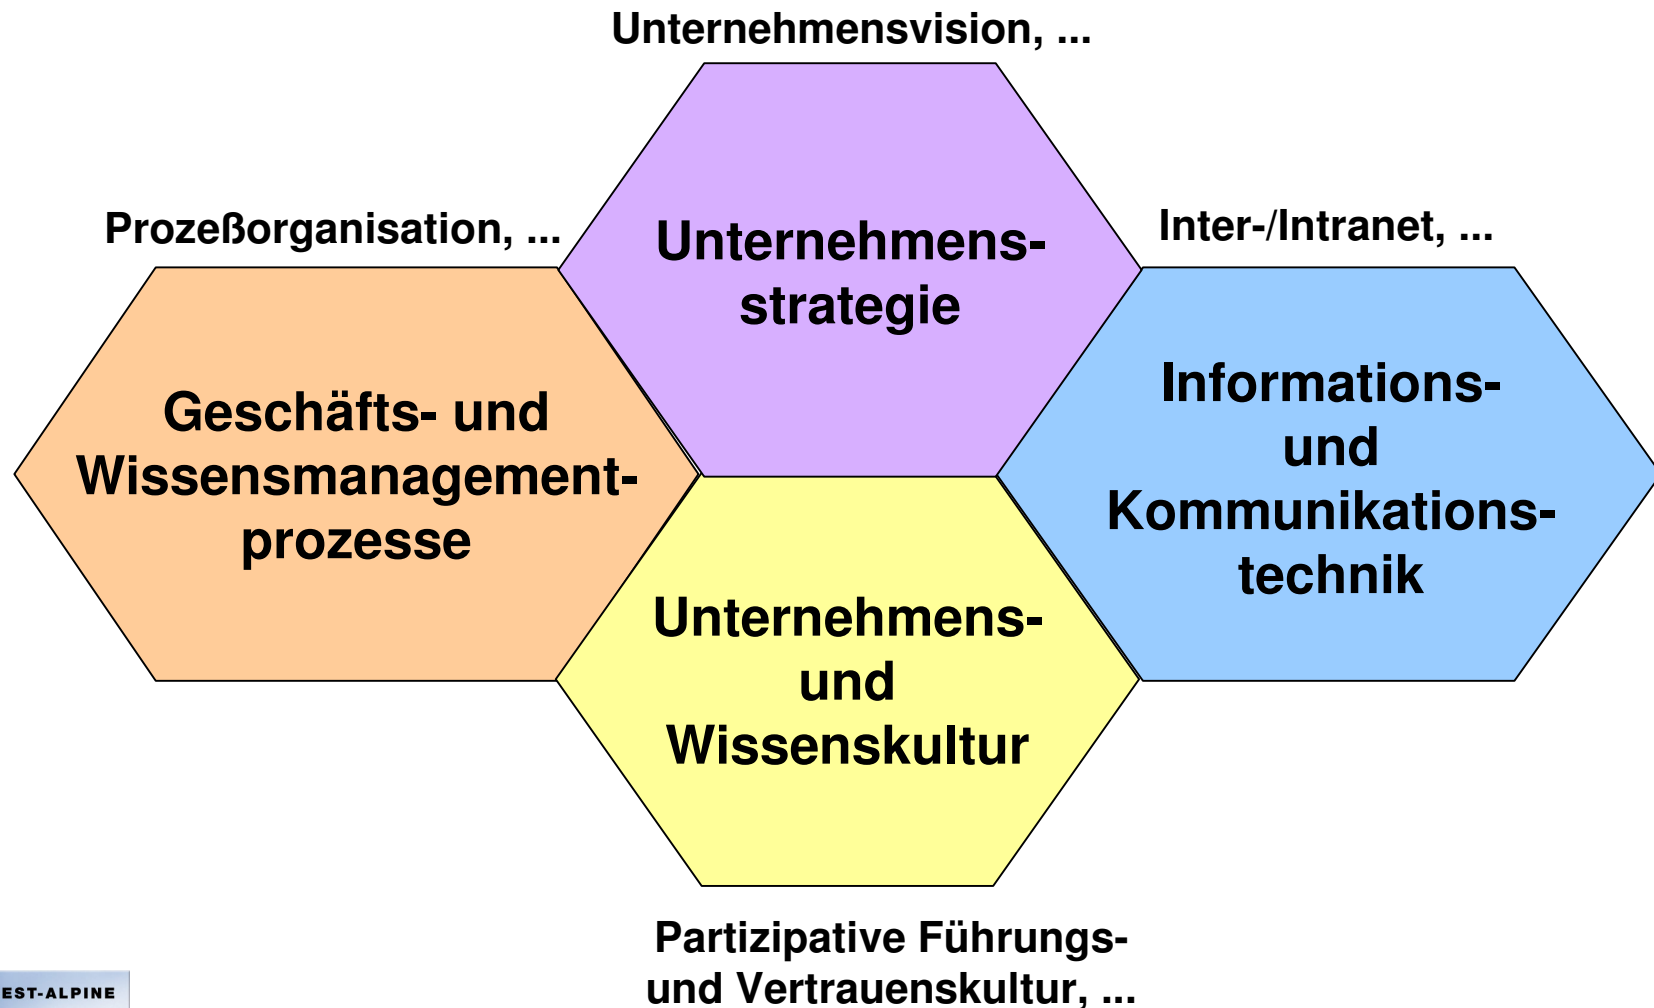 Unternehmensvision, ...
Prozeßorganisation, ...
Unternehmens-
strategie
Inter-/Intranet, ...
Geschäfts- und
Wissensmanagement-
prozesse
Informations-
und
Kommunikations-
technik
Unternehmens-
und
Wissenskultur
Partizipative Führungs-
und Vertrauenskultur, ...
EST-ALPINE